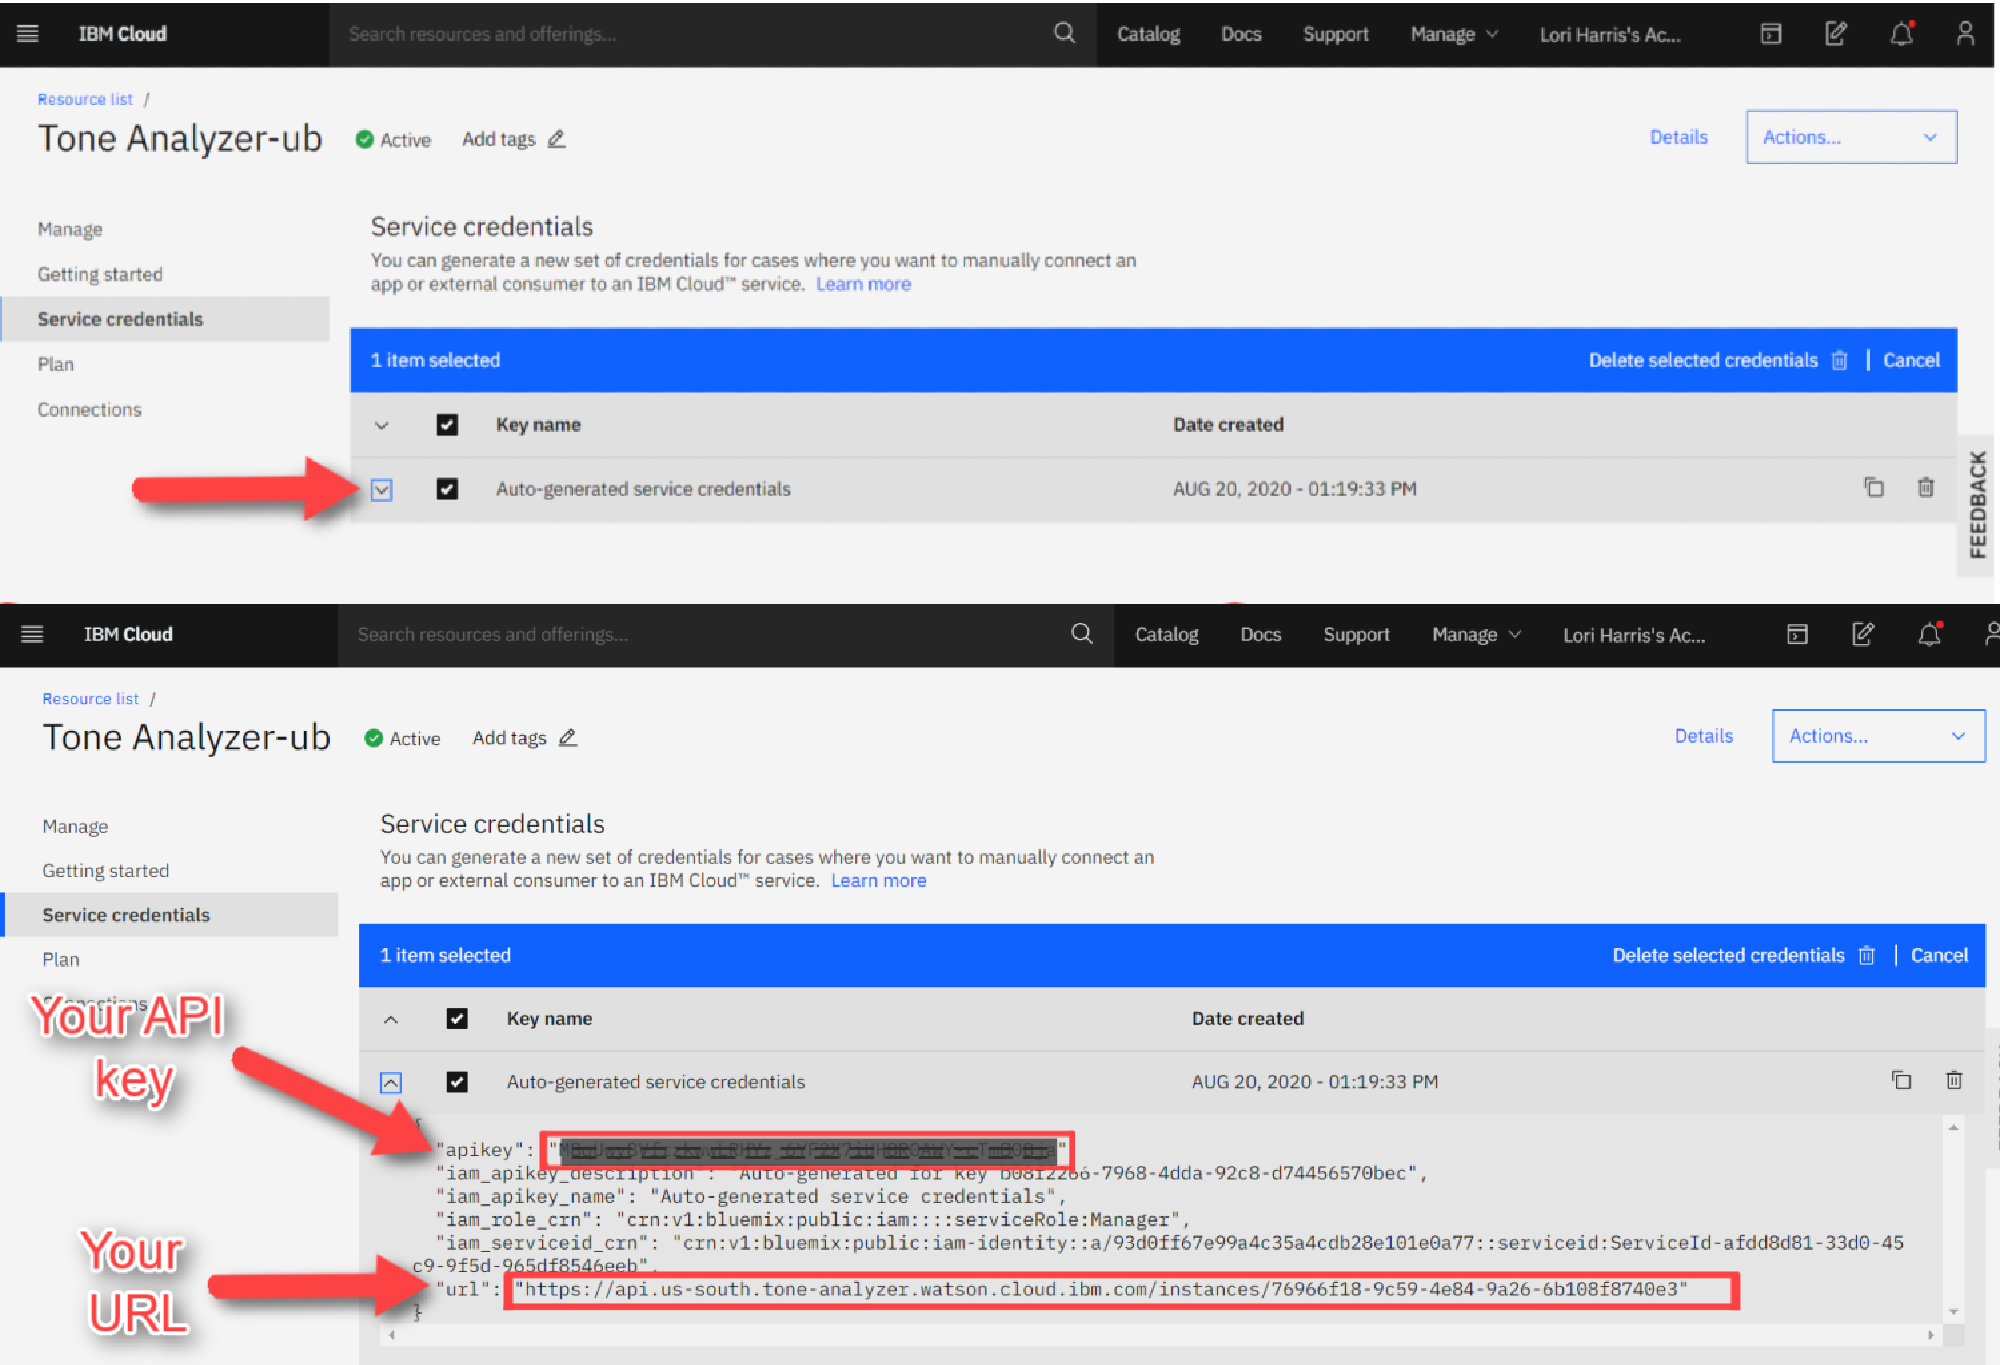 IBM Cloud
Search resources and offerings...
Catalog
Docs
Support
Manage
Lori Harris's Ac...
Resource list /
Tone Analyzer-ub
Active
Add tags
Details
Actions...
Manage
Getting started
Service credentials
Plan
Connections
Service credentials
You can generate a new set of credentials for cases where you want to manually connect an
app or external consumer to an IBM Cloud™ service. Learn more
1 item selected
Delete selected credentials | Cancel
Key name
Date created
Auto-generated service credentials
AUG 20, 2020 - 01:19:33 PM
FEEDBACK
IBM Cloud
Search resources and offerings...
Catalog
Docs
Support
Manage
Lori Harris's Ac...
Resource list /
Tone Analyzer-ub
Active
Add tags
Details
Actions...
Manage
Getting started
Service credentials
Plan
Connections
Service credentials
You can generate a new set of credentials for cases where you want to manually connect an
app or external consumer to an IBM Cloud™ service. Learn more
1 item selected
Delete selected credentials | Cancel
Key name
Date created
Auto-generated service credentials
AUG 20, 2020 - 01:19:33 PM
Your API
key
{
"apikey": "
"iam_apikey_description": "Auto-generated for key b08f2266-7968-4dda-92c8-d74456570bec",
"iam_apikey_name": "Auto-generated service credentials",
"iam_role_crn": "crn:v1:bluemix:public:iam::::serviceRole:Manager",
"iam_serviceid_crn": "crn:v1:bluemix:public:iam-identity::a/93d0ff67e99a4c35a4cdb28e101e0a77::serviceid:ServiceId-afdd8d81-33d0-45
c9-9f5d-965df8546eeb",
"url": "https://api.us-south.tone-analyzer.watson.cloud.ibm.com/instances/76966f18-9c59-4e84-9a26-6b108f8740e3"
}
Your
URL